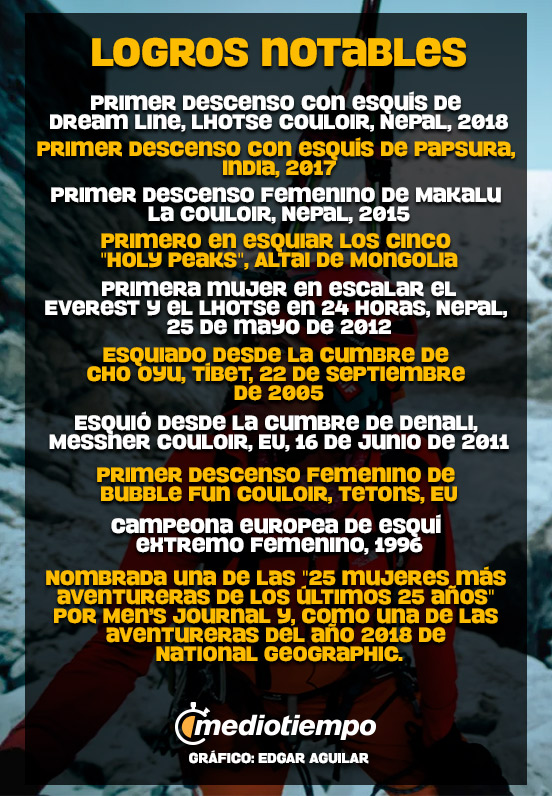 Logros notables
Primer descenso con esquís de
Dream Line, Lhotse Couloir, Nepal, 2018
Primer descenso con esquís de Papsura,
India, 2017
Primer descenso femenino de Makalu
La Couloir, Nepal, 2015
Primero en esquiar los cinco
"Holy Peaks", Altai de Mongolia
Primera mujer en escalar el
Everest y el Lhotse en 24 horas, Nepal,
25 de mayo de 2012
Esquiado desde la cumbre de
Cho Oyu, Tíbet, 22 de septiembre
de 2005
Esquió desde la cumbre de Denali,
Messner Couloir, EU, 16 de junio de 2011
Primer descenso femenino de
Bubble Fun Couloir, Tetons, EU
Campeona europea de esquí
extremo femenino, 1996
Nombrada una de las "25 mujeres más
aventureras de los últimos 25 años"
por Men's Journal y, como una de las
aventureras del año 2018 de
National Geographic.
mediotiempo
GRÁFICO: EDGAR AGUILAR